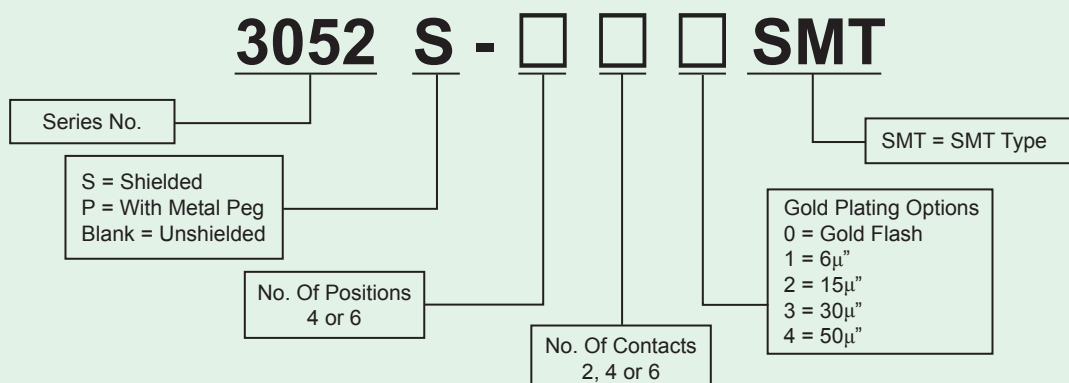 3052 S - □ □ □ SMT
Series No.
SMT = SMT Type
S = Shielded
P = With Metal Peg
Blank = Unshielded
Gold Plating Options
0 = Gold Flash
1 = 6μ”
2 = 15μ”
3 = 30μ”
4 = 50μ”
No. Of Positions
4 or 6
No. Of Contacts
2, 4 or 6